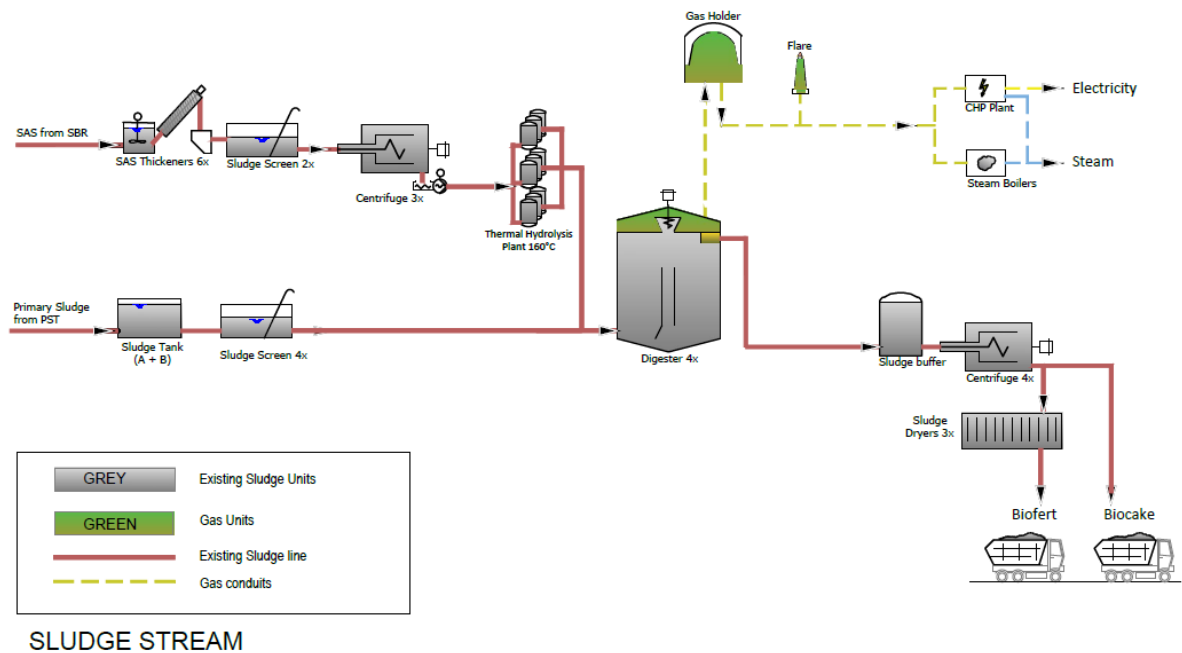 Gas Holder
Flare
Electricity
CHP Plant
Steam
Steam Boilers
SAS from SBR
SAS Thickeners 6x
Sludge Screen 2x
Centrifuge 3x
Thermal Hydrolysis
Plant 160°C
Primary Sludge
from PST
Sludge Tank
(A + B)
Sludge Screen 4x
Digester 4x
Sludge buffer
Centrifuge 4x
Sludge
Dryers 3x
Biofert
Biocake
GREY
Existing Sludge Units
GREEN
Gas Units
Existing Sludge line
Gas conduits
SLUDGE STREAM